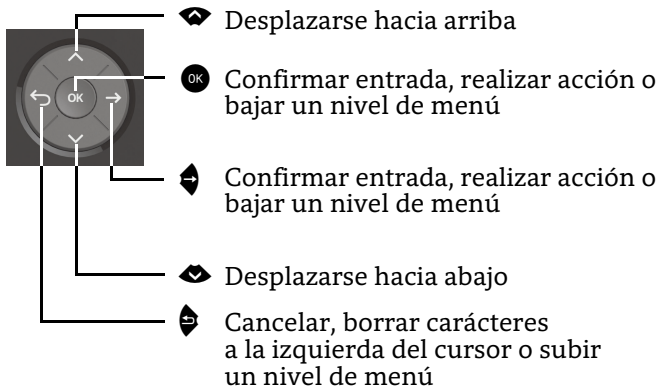 Desplazarse hacia arriba
OK
Confirmar entrada, realizar acción o
bajar un nivel de menú
OK
Confirmar entrada, realizar acción o
bajar un nivel de menú
Desplazarse hacia abajo
Cancelar, borrar carácteres
a la izquierda del cursor o subir
un nivel de menú